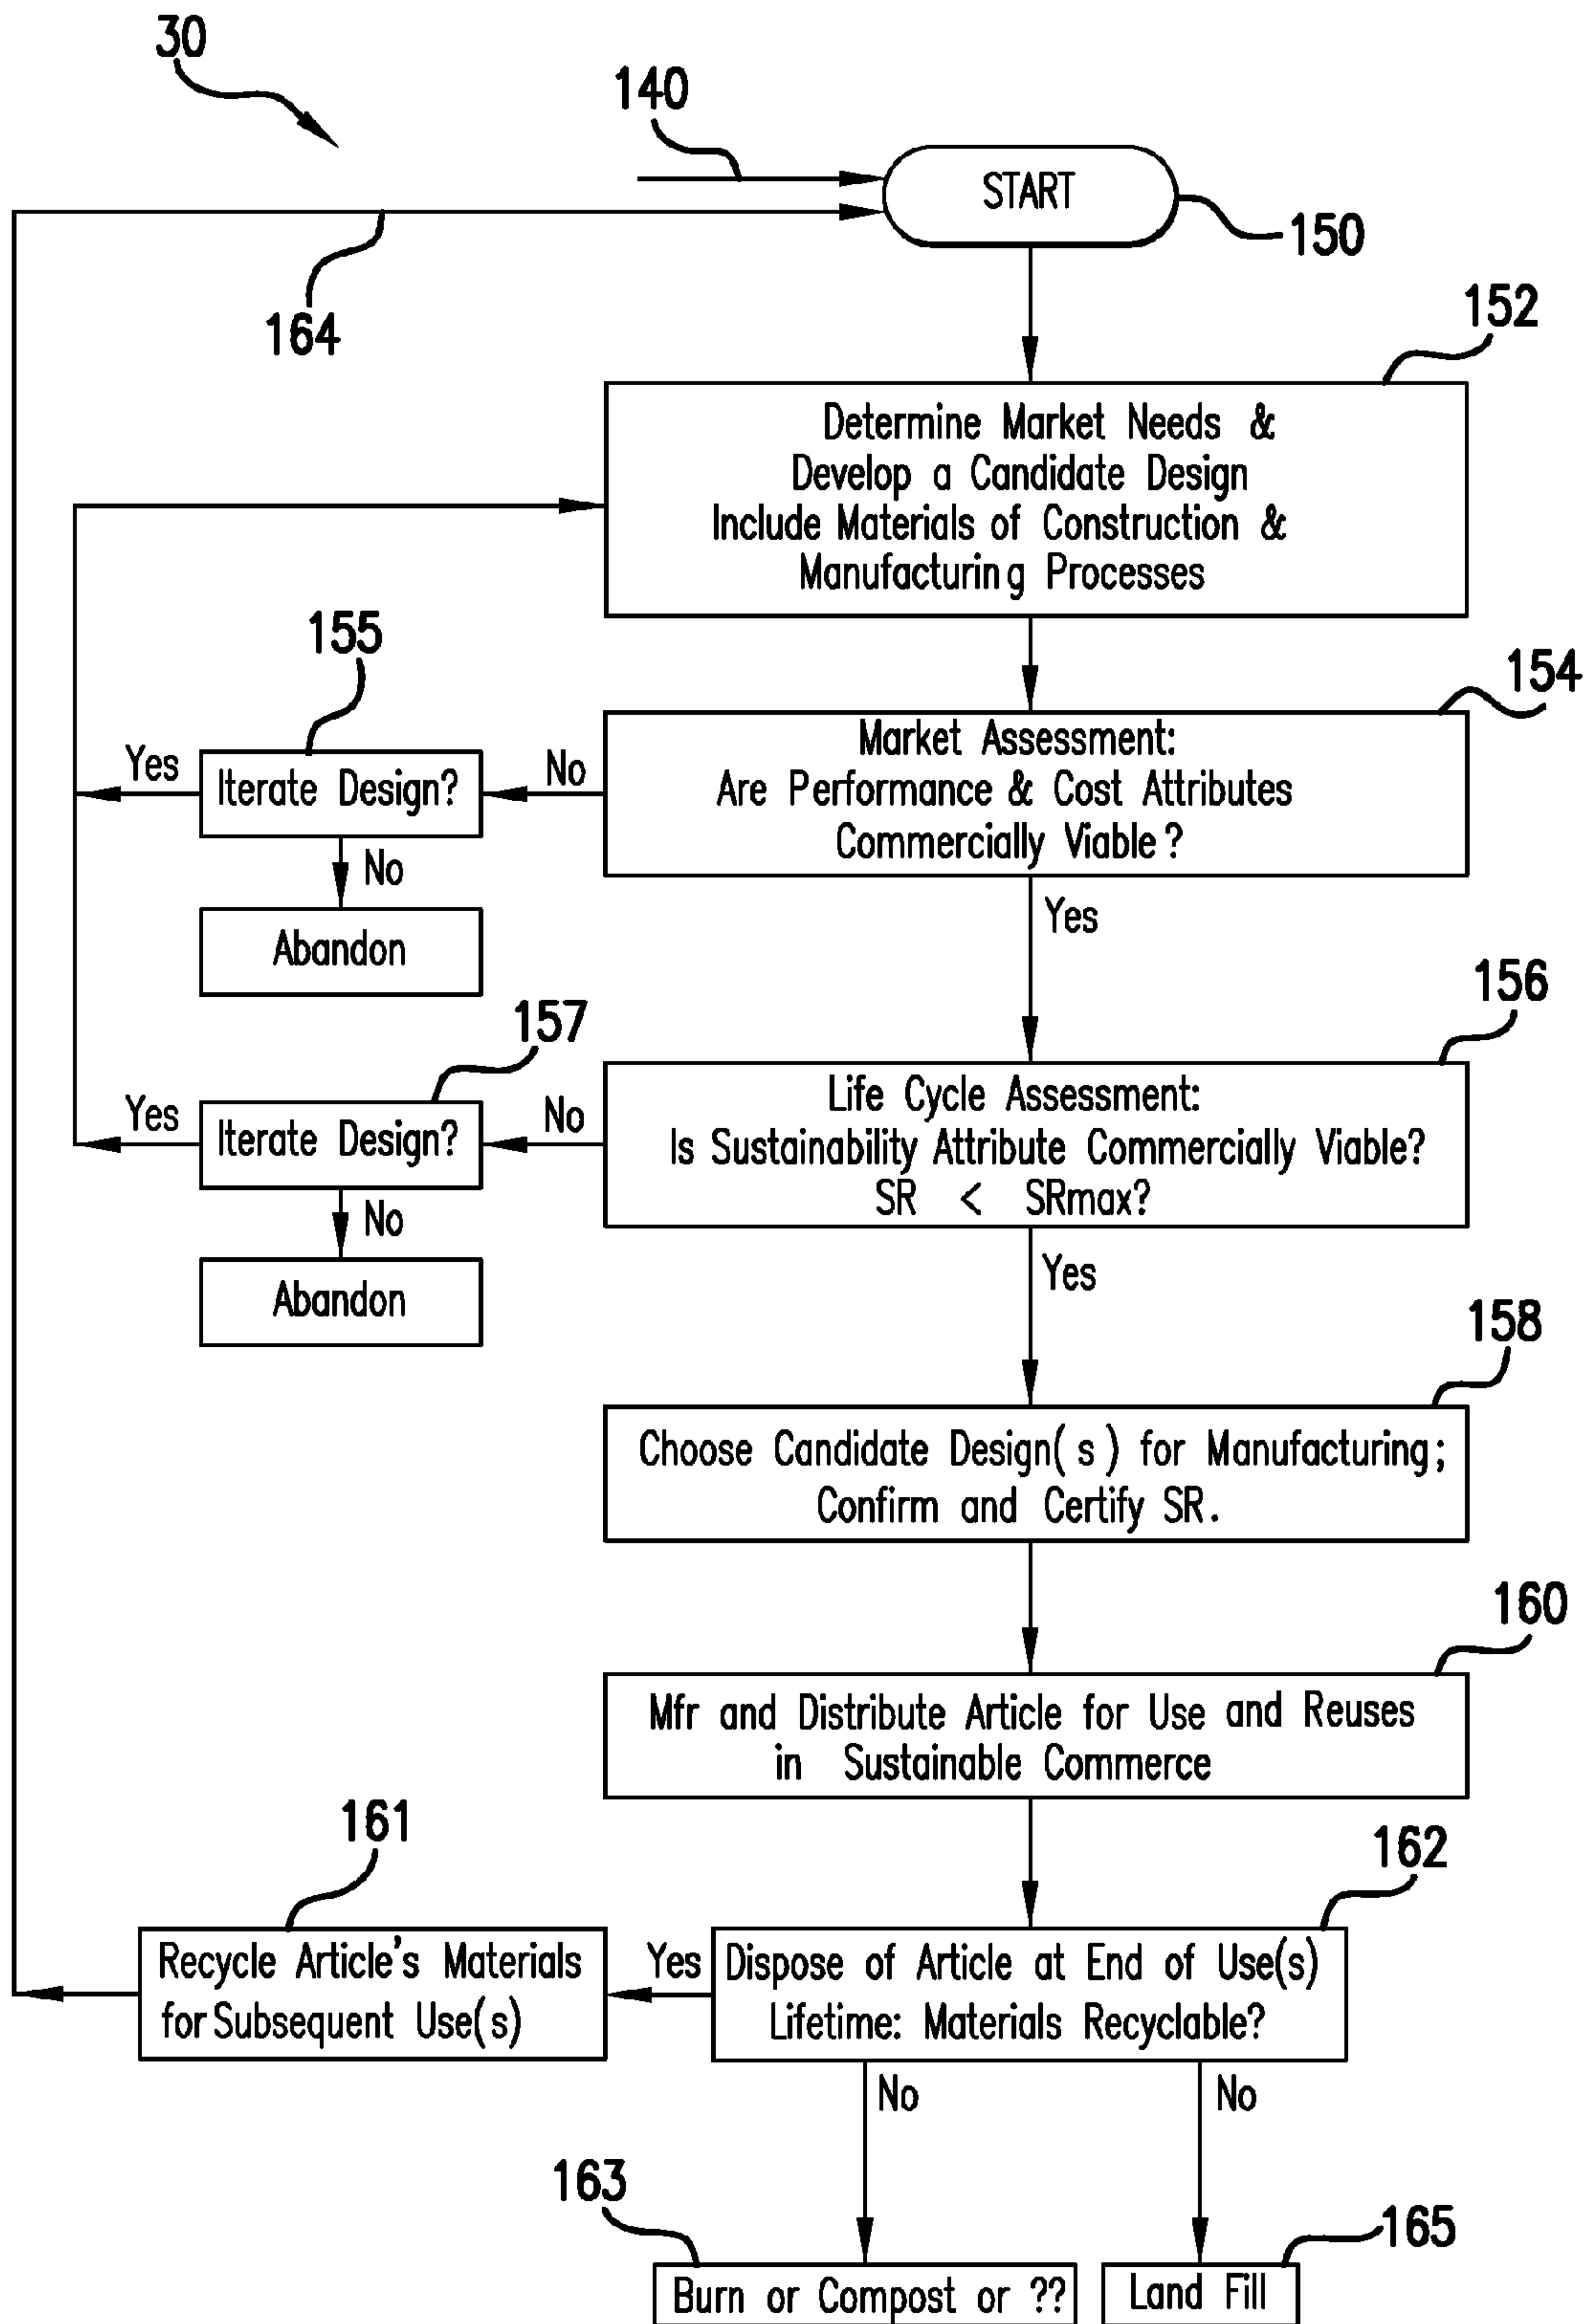 30
140
START
150
164
152
Determine Market Needs &
Develop a Candidate Design
Include Materials of Construction &
Manufacturing Processes
155
154
Yes
Iterate Design?
No
Market Assessment:
Are Performance & Cost Attributes
Commercially Viable?
No
Yes
Abandon
156
157
Yes
Iterate Design?
No
Life Cycle Assessment:
Is Sustainability Attribute Commercially Viable?
SR < SRmax?
No
Yes
Abandon
158
Choose Candidate Design(s) for Manufacturing;
Confirm and Certify SR.
160
Mfr and Distribute Article for Use and Reuses
in Sustainable Commerce
161
162
Recycle Article's Materials
for Subsequent Use(s)
Yes
Dispose of Article at End of Use(s)
Lifetime: Materials Recyclable?
No
No
163
165
Burn or Compost or ??
Land Fill